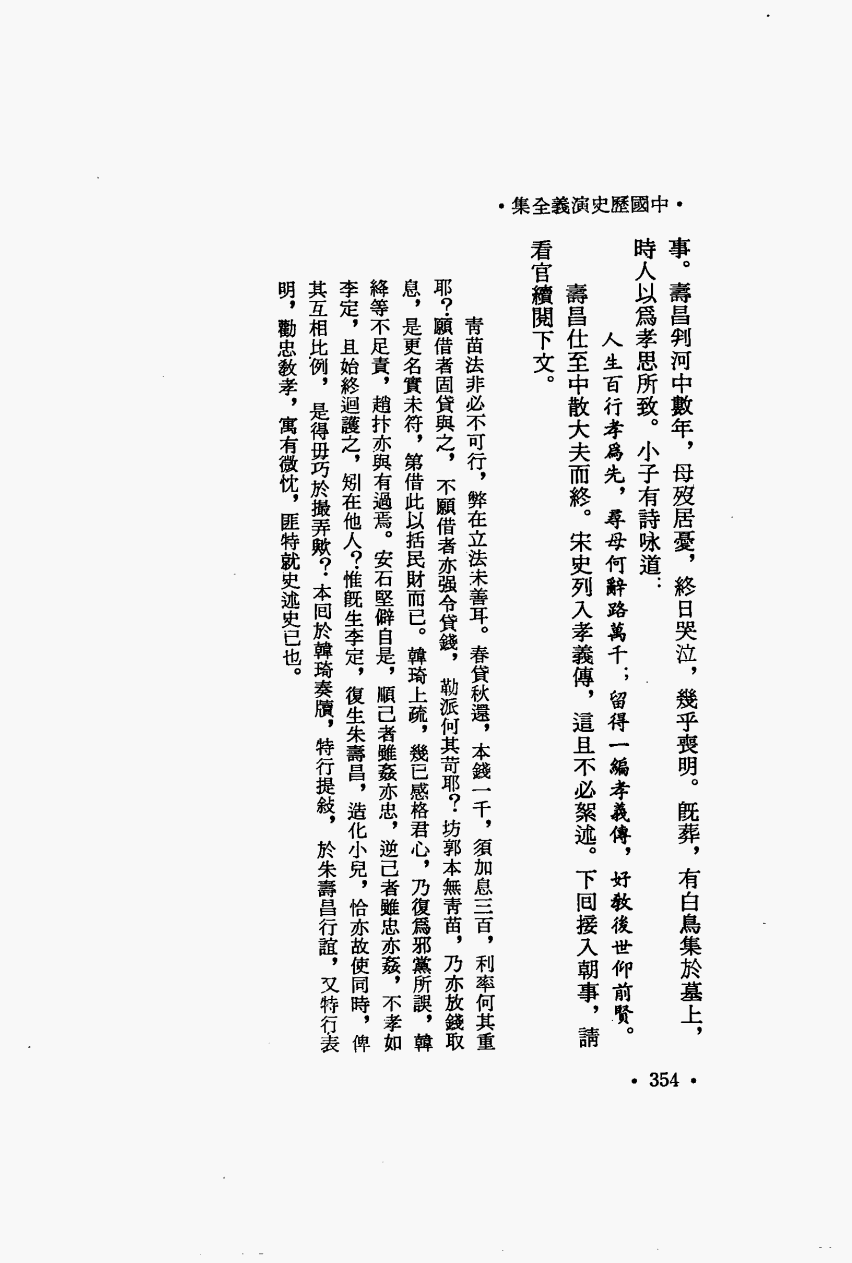 •中國歷史演義全集•
事。壽昌判河中數年，母歿居憂，終日哭泣，幾乎喪明。旣葬，有白鳥集於墓上，
時人以爲孝思所致。小子有詩咏道：
人生百行孝爲先，尋母何辭路萬千；留得一編孝義傳，好教後世仰前賢。
壽昌仕至中散大夫而終。宋史列入孝義傳，這且不必絮述。下回接入朝事，請
看官續閱下文。
靑苗法非必不可行，弊在立法未善耳。春貸秋還，本錢一千，須加息三百，利率何其重
耶？願借者固貸與之，不願借者亦强令貸錢，勒派何其苛耶？坊郭本無靑苗，乃亦放錢取
息，是更名實未符，第借此以括民財而已。韓琦上疏，幾已感格君心，乃復爲邪黨所誤，韓
絳等不足責，趙抃亦與有過焉。安石堅僻自是，順己者雖姦亦忠，逆己者雖忠亦姦，不孝如
李定，且始終迴護之，矧在他人？惟旣生李定，復生朱壽昌，造化小兒，恰亦故使同時，俾
其互相比例，是得毋巧於撮弄歟？本回於韓琦奏牘，特行提敍，於朱壽昌行誼，又特行表
明，勸忠敎孝，寓有微忱，匪特就史述史已也。
•354•